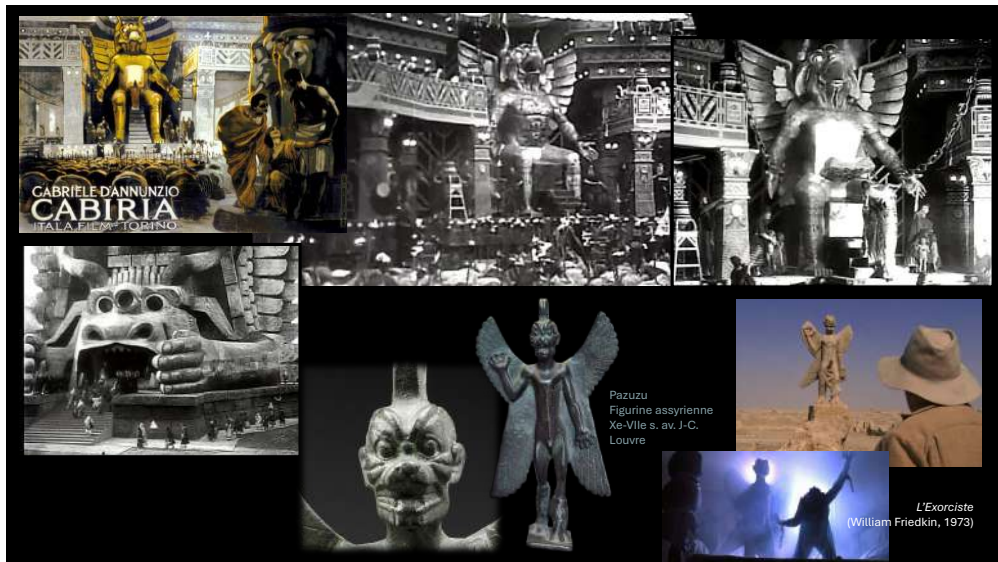 GABRIELE D'ANNUNZIO
CABIRIA
ITALA FILM TORINO
Pazuzu
Figurine assyrienne
Xe-VIIe s. av. J-C.
Louvre
L'Exorciste
(William Friedkin, 1973)